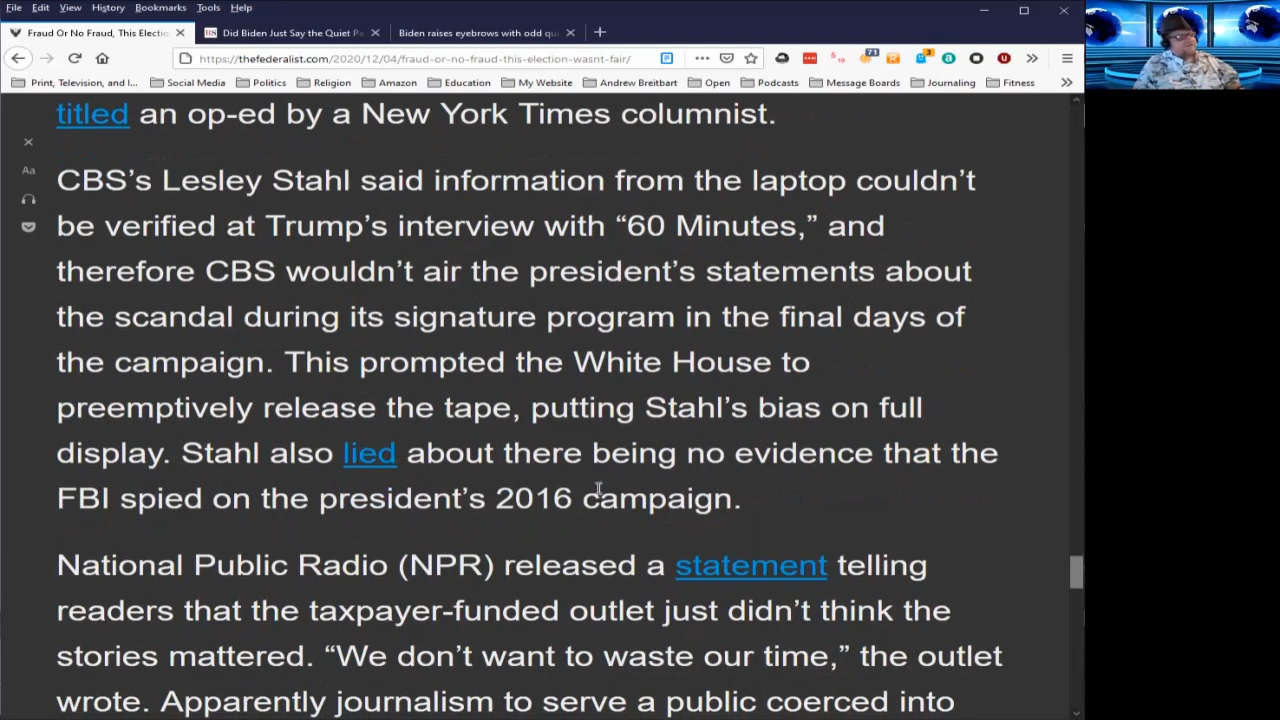 File Edit View History Bookmarks Tools Help
Fraud Or No Fraud, This Electio
Did Biden Just Say the Quiet Pa
Biden raises eyebrows with odd qu
https://thefederalist.com/2020/12/04/fraud-or-no-fraud-this-election-wasnt-fair/
71
3
Print, Television, and I... Social Media Politics Religion Amazon Education My Website Andrew Breitbart Open Podcasts Message Boards Journaling Fitness
titled an op-ed by a New York Times columnist.
Aa
CBS’s Lesley Stahl said information from the laptop couldn’t
be verified at Trump’s interview with “60 Minutes,” and
therefore CBS wouldn’t air the president’s statements about
the scandal during its signature program in the final days of
the campaign. This prompted the White House to
preemptively release the tape, putting Stahl’s bias on full
display. Stahl also lied about there being no evidence that the
FBI spied on the president’s 2016 campaign.
National Public Radio (NPR) released a statement telling
readers that the taxpayer-funded outlet just didn’t think the
stories mattered. “We don’t want to waste our time,” the outlet
wrote. Apparently journalism to serve a public coerced into